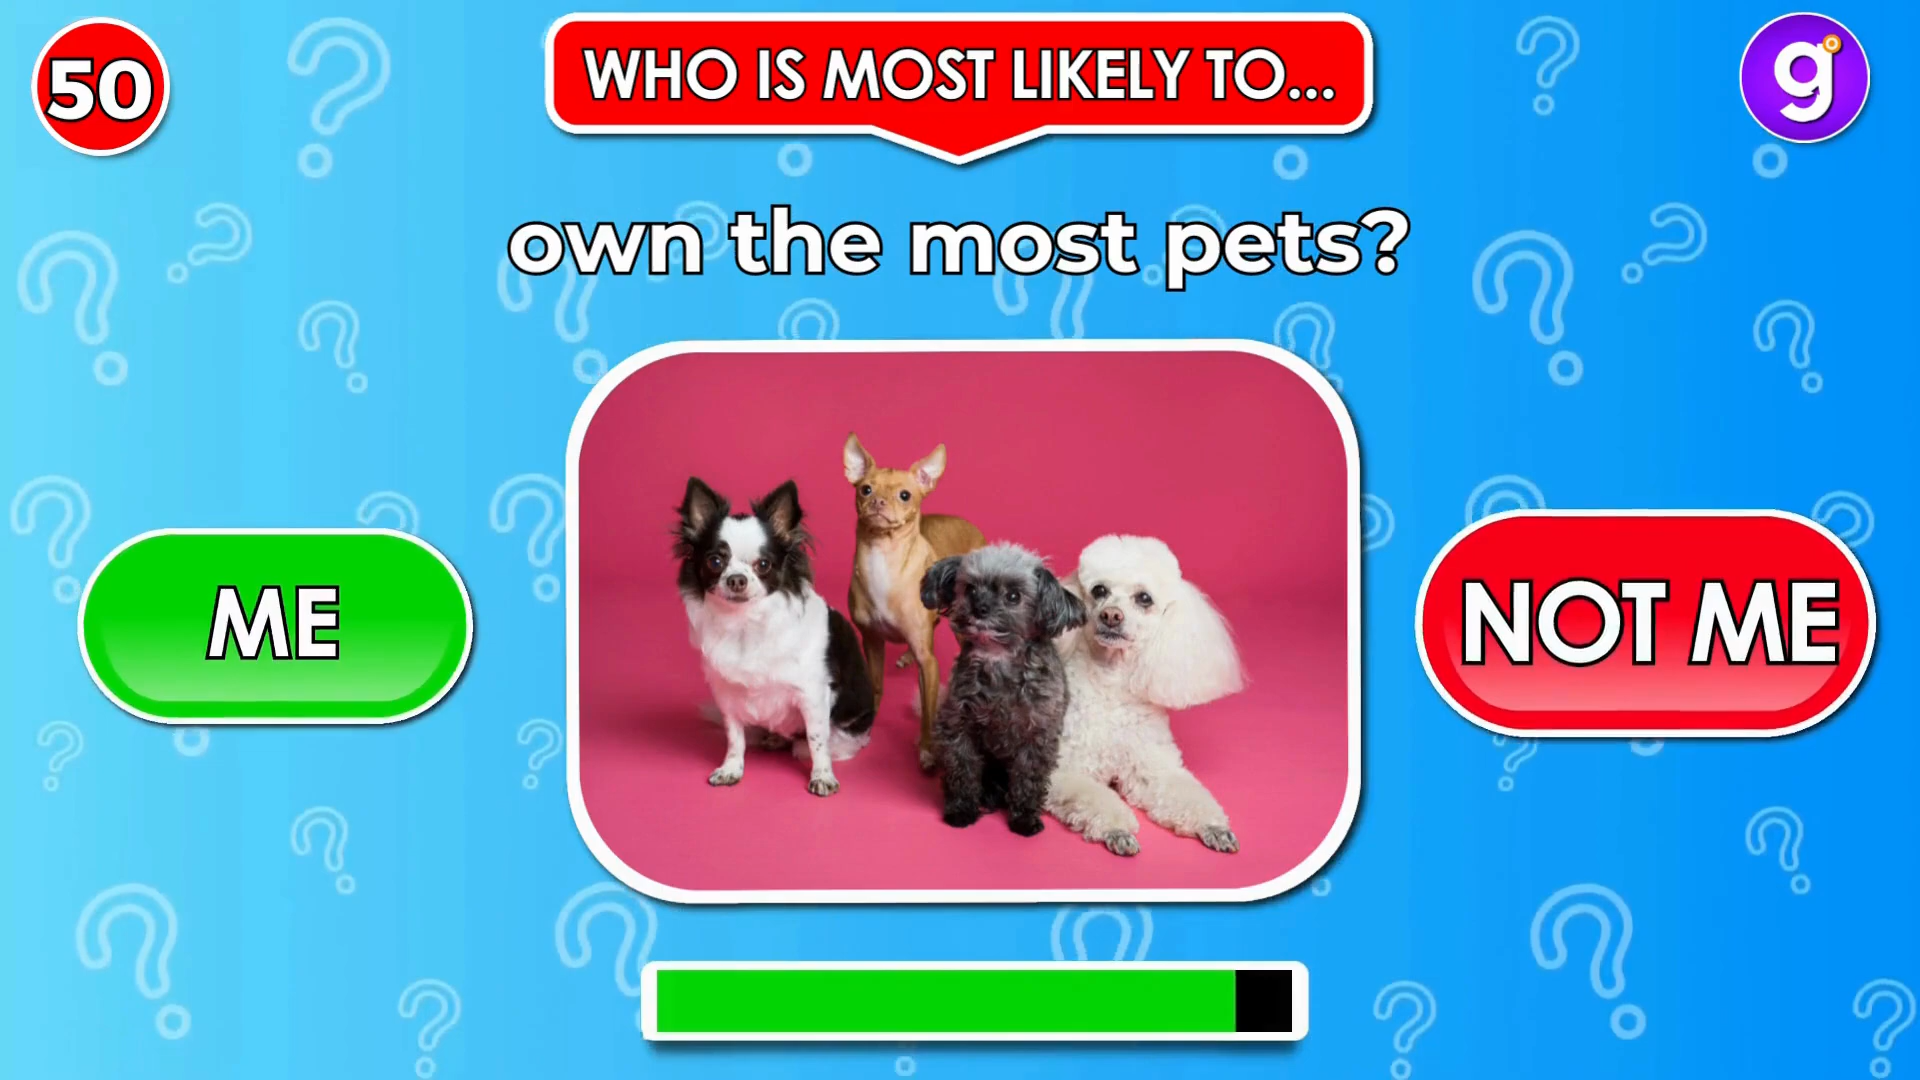 50
WHO IS MOST LIKELY TO...
g
own the most pets?
ME
NOT ME